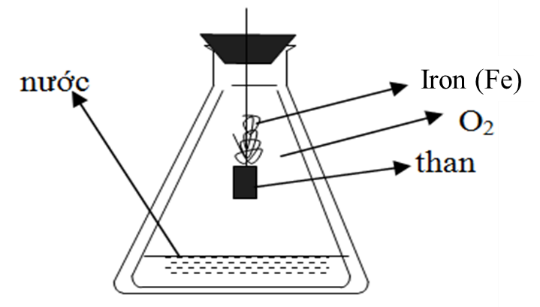 nước
Iron (Fe)
O₂
than